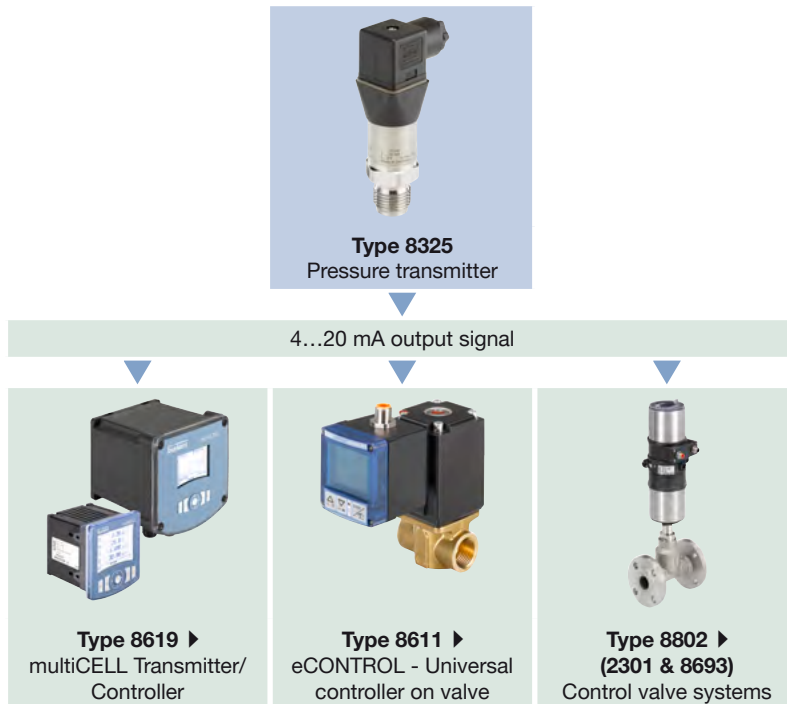 Type 8325
Pressure transmitter
4…20 mA output signal
Type 8619
multiCELL Transmitter/
Controller
Type 8611
eCONTROL - Universal
controller on valve
Type 8802
(2301 & 8693)
Control valve systems